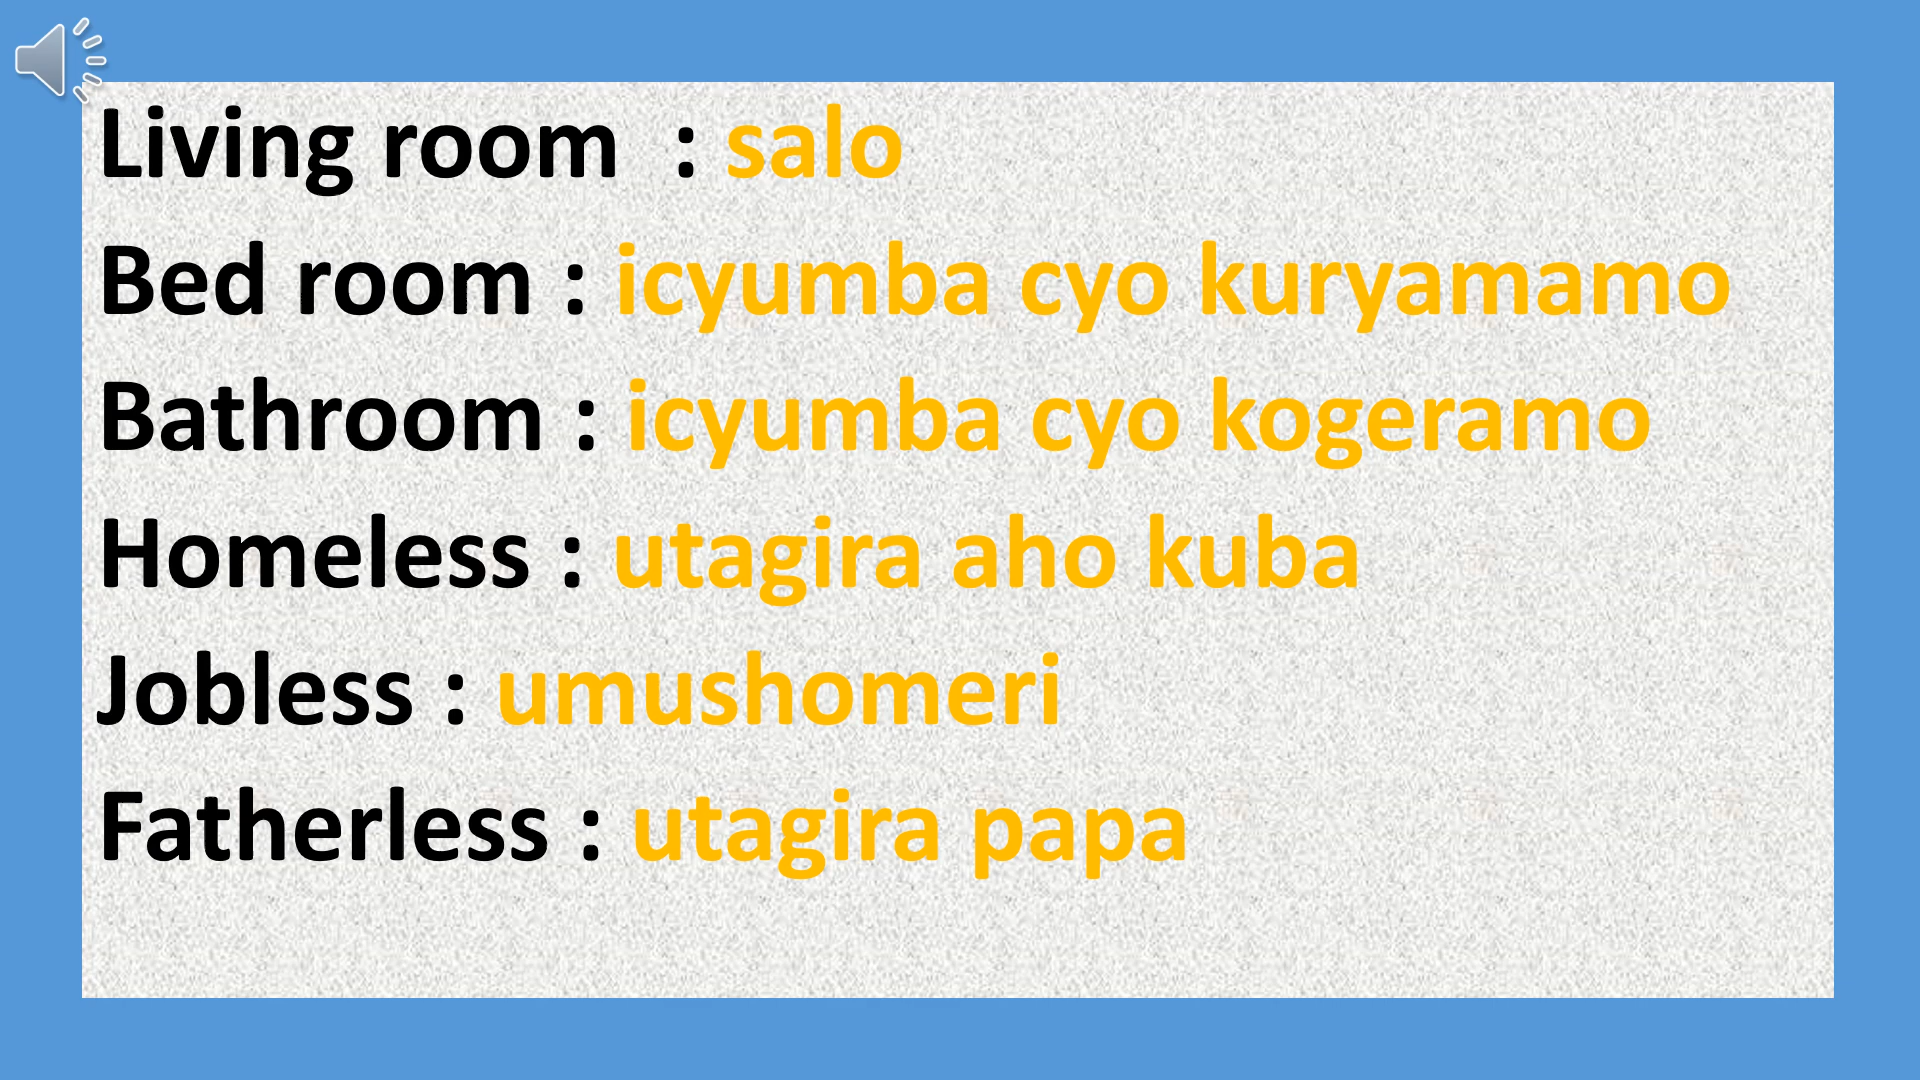 Living room  : salo
Bed room : icyumba cyo kuryamamo
Bathroom : icyumba cyo kogeramo
Homeless : utagira aho kuba
Jobless : umushomeri
Fatherless : utagira papa